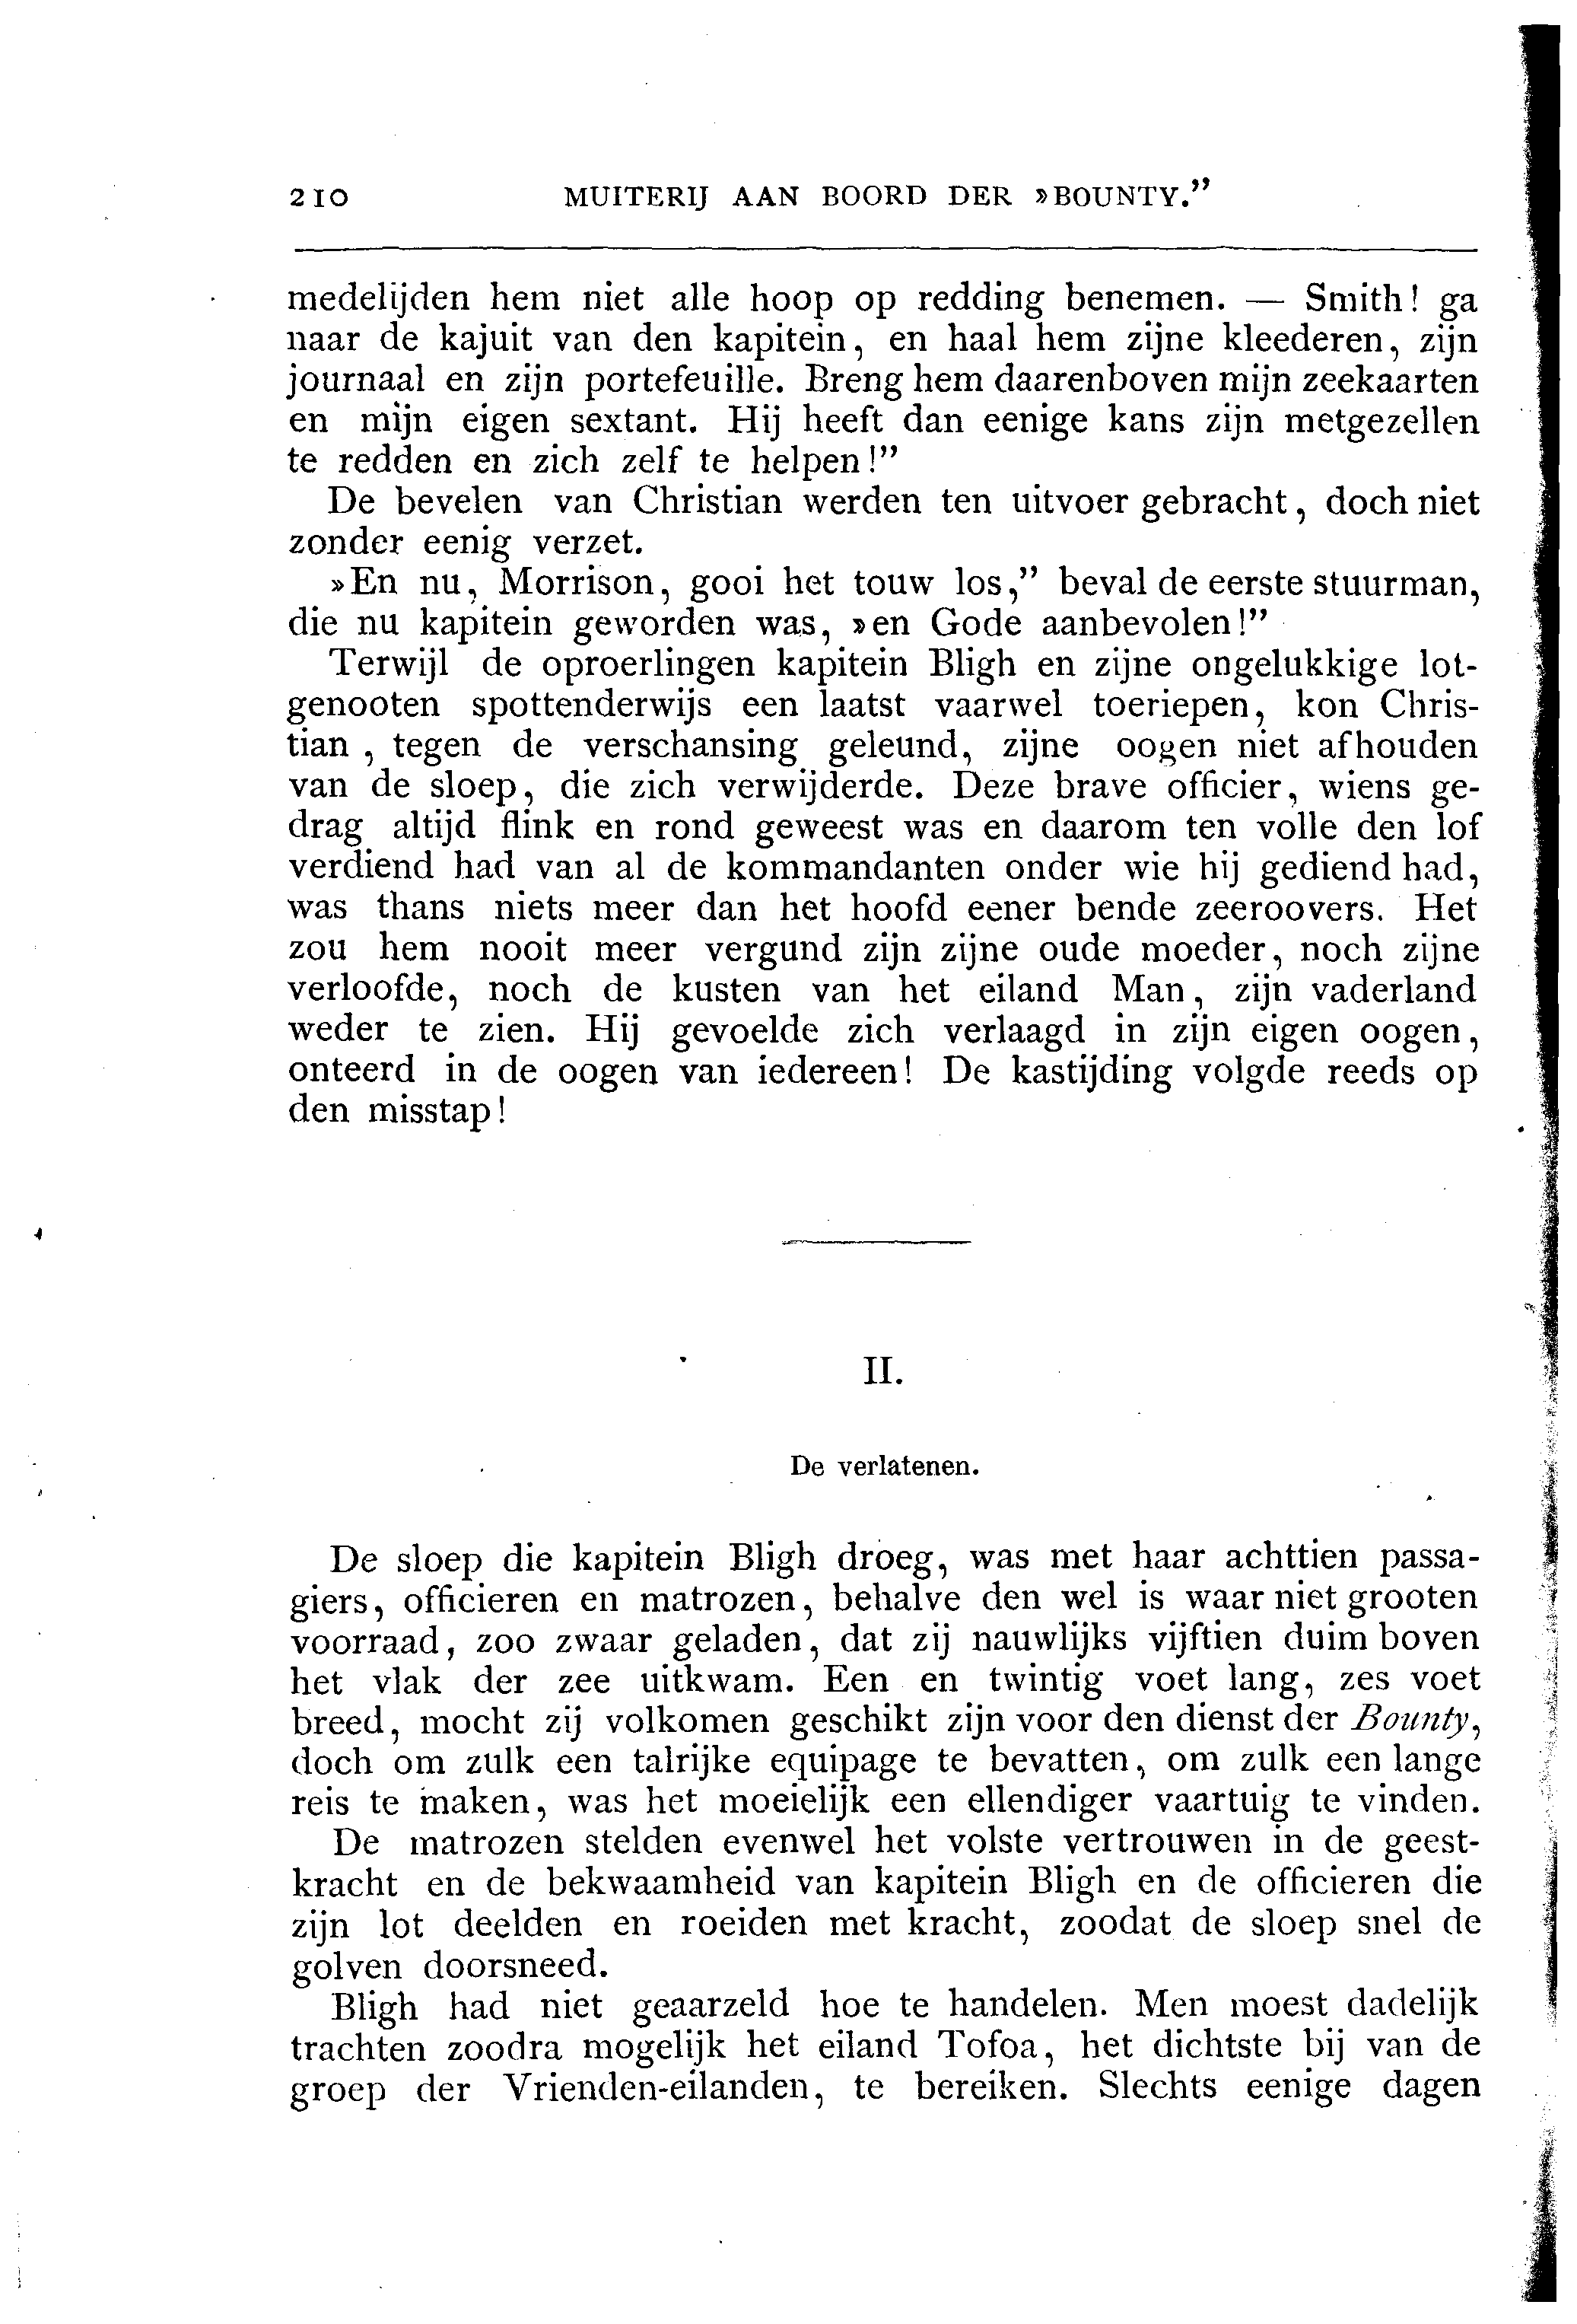 210 MUITERIJ AAN BOORD DER »BOUNTY.”
medelijden hem niet alle hoop op redding benemen. — Smith! ga
naar de kajuit van den kapitein, en haal hem zijne kleederen, zijn
journaal en zijn portefeuille. Breng hem daarenboven mijn zeekaarten
en mijn eigen sextant. Hij heeft dan eenige kans zijn metgezellen
te redden en zich zelf te helpen!”
De bevelen van Christian werden ten uitvoer gebracht, doch niet
zonder eenig verzet.
»En nu, Morrison, gooi het touw los,” beval de eerste stuurman,
die nu kapitein geworden was, »en Gode aanbevolen!”
Terwijl de oproerlingen kapitein Bligh en zijne ongelukkige lot-
genooten spottenderwijs een laatst vaarwel toeriepen, kon Chris-
tian, tegen de verschansing geleund, zijne oogen niet afhouden
van de sloep, die zich verwijderde. Deze brave officier, wiens ge-
drag altijd flink en rond geweest was en daarom ten volle den lof
verdiend had van al de kommandanten onder wie hij gediend had,
was thans niets meer dan het hoofd eener bende zeeroovers. Het
zou hem nooit meer vergund zijn zijne oude moeder, noch zijne
verloofde, noch de kusten van het eiland Man, zijn vaderland
weder te zien. Hij gevoelde zich verlaagd in zijn eigen oogen,
onteerd in de oogen van iedereen! De kastijding volgde reeds op
den misstap!
II.
De verlatenen.
De sloep die kapitein Bligh droeg, was met haar achttien passa-
giers, officieren en matrozen, behalve den wel is waar niet grooten
voorraad, zoo zwaar geladen, dat zij nauwlijks vijftien duim boven
het vlak der zee uitkwam. Een en twintig voet lang, zes voet
breed, mocht zij volkomen geschikt zijn voor den dienst der Bounty,
doch om zulk een talrijke equipage te bevatten, om zulk een lange
reis te maken, was het moeielijk een ellendiger vaartuig te vinden.
De matrozen stelden evenwel het volste vertrouwen in de geest-
kracht en de bekwaamheid van kapitein Bligh en de officieren die
zijn lot deelden en roeiden met kracht, zoodat de sloep snel de
golven doorsneed.
Bligh had niet geaarzeld hoe te handelen. Men moest dadelijk
trachten zoodra mogelijk het eiland Tofoa, het dichtste bij van de
groep der Vrienden-eilanden, te bereiken. Slechts eenige dagen